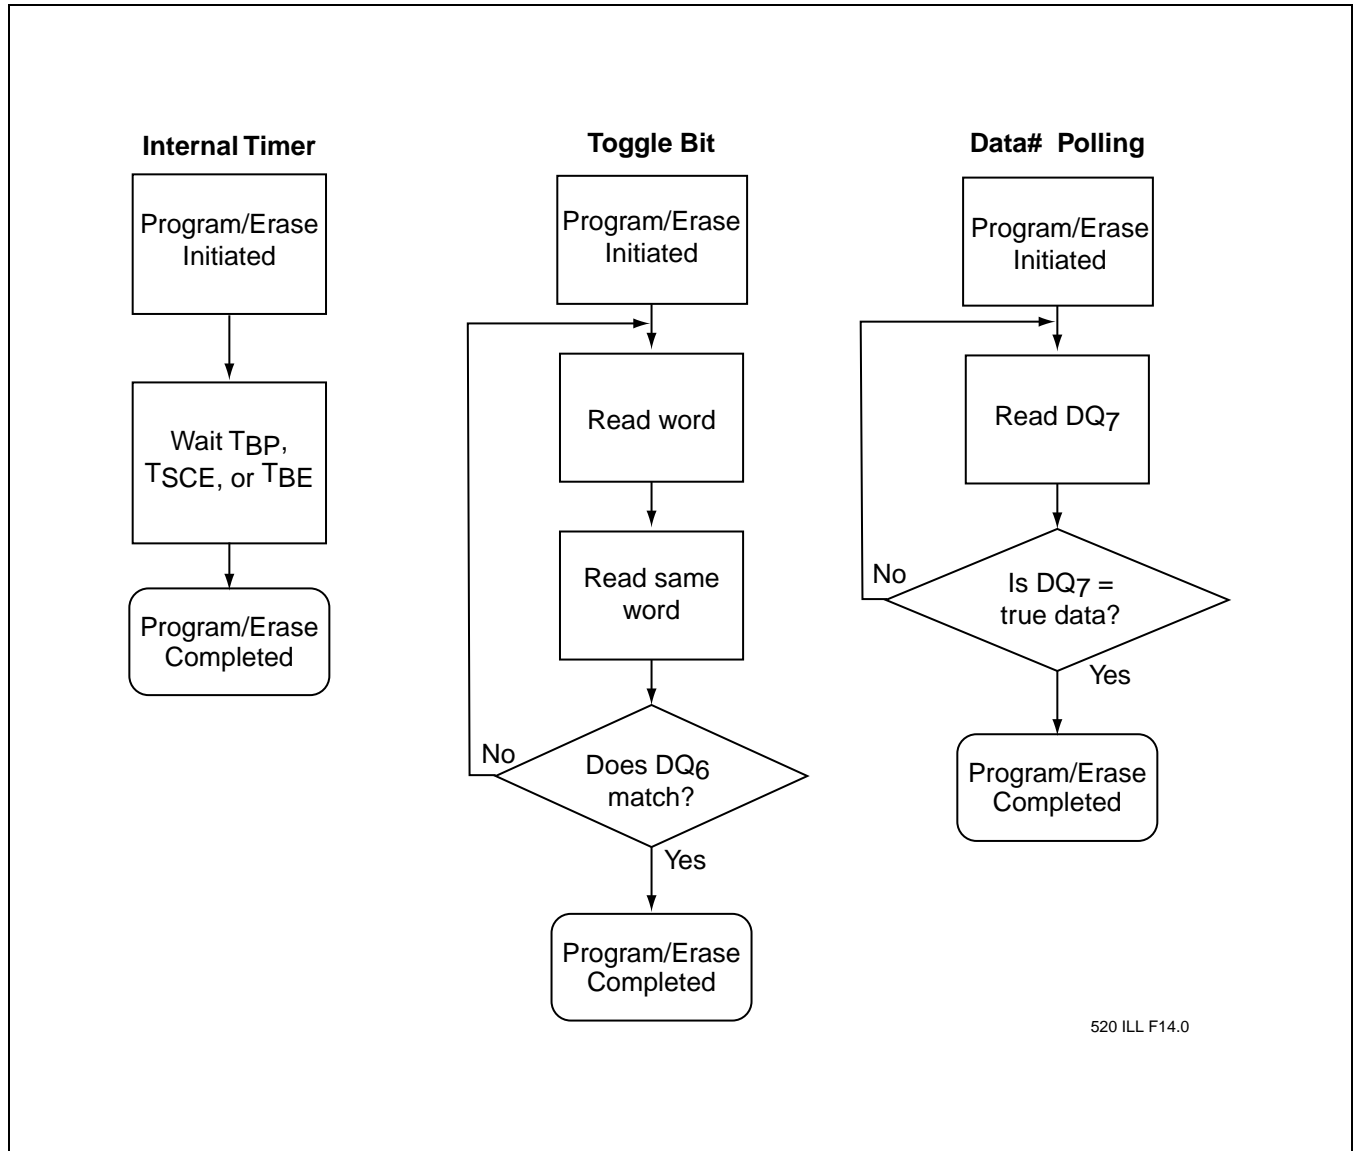 Internal Timer
Program/Erase
Initiated
Wait TBP,
TSCE, or TBE
Program/Erase
Completed
Toggle Bit
Program/Erase
Initiated
Read word
Read same
word
No
Does DQ6
match?
Yes
Program/Erase
Completed
Data# Polling
Program/Erase
Initiated
Read DQ7
No
Is DQ7 =
true data?
Yes
Program/Erase
Completed
520 ILL F14.0